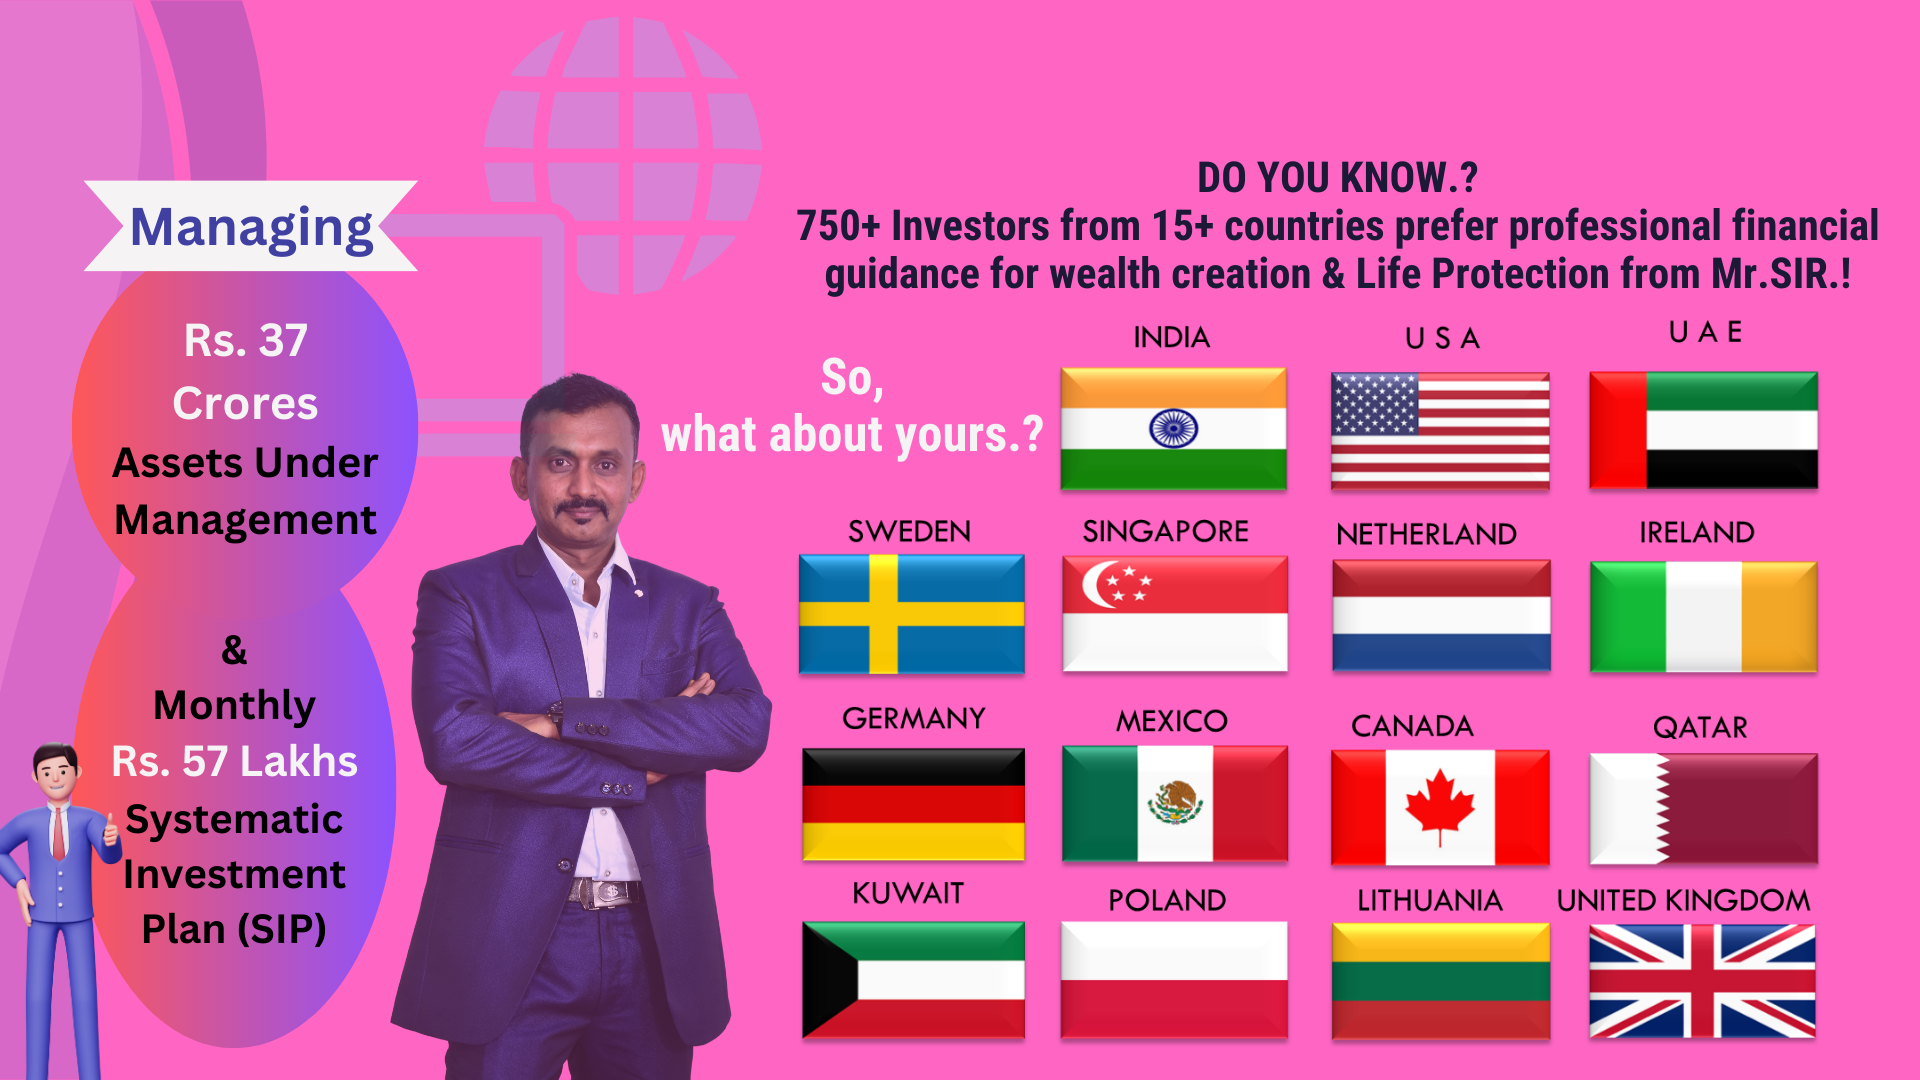 Managing
Rs. 37
Crores
Assets Under
Management
&
Monthly
Rs. 57 Lakhs
Systematic
Investment
Plan (SIP)
DO YOU KNOW.?
750+ Investors from 15+ countries prefer professional financial
guidance for wealth creation & Life Protection from Mr.SIR.!
So,
what about yours.?
INDIA
U S A
U A E
SWEDEN
SINGAPORE
NETHERLAND
IRELAND
GERMANY
MEXICO
CANADA
QATAR
KUWAIT
POLAND
LITHUANIA
UNITED KINGDOM